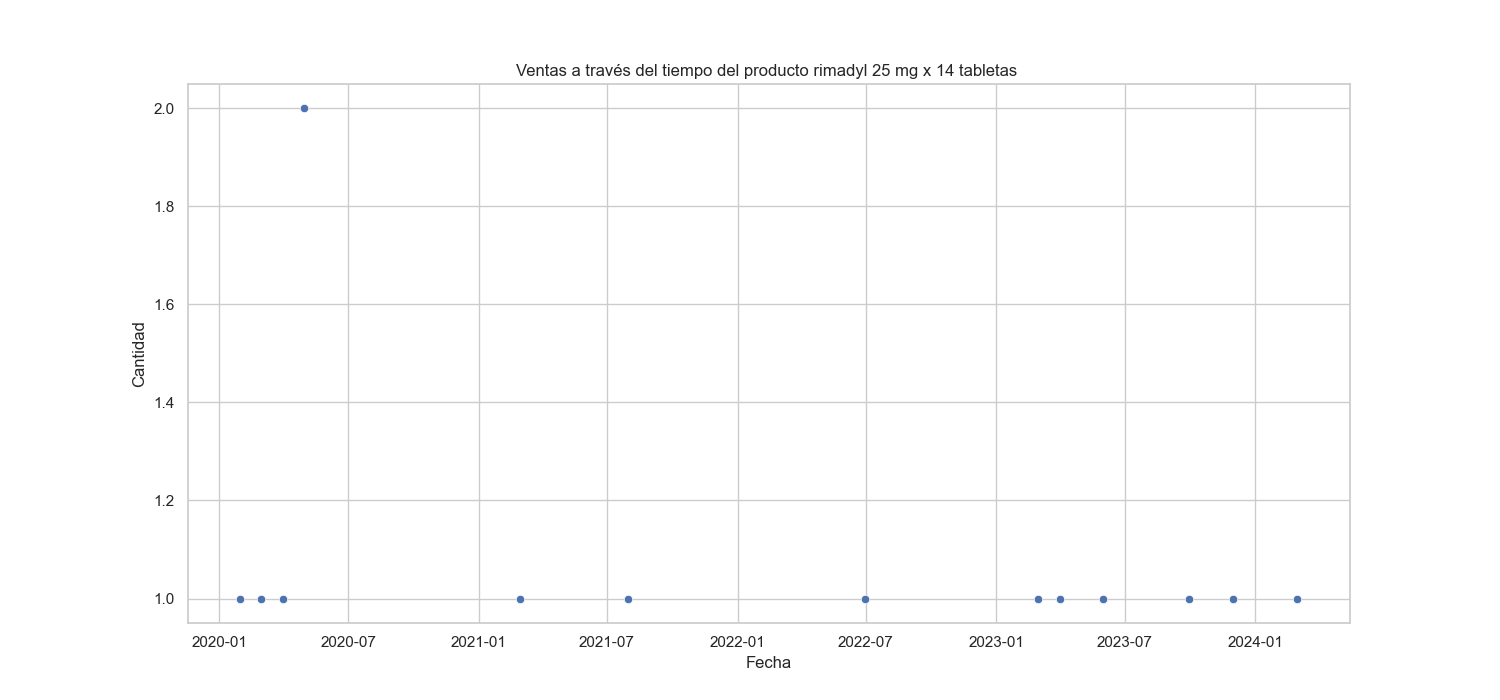 Ventas a través del tiempo del producto rimadyl 25 mg x 14 tabletas
2.0
1.8
1.6
1.4
1.2
1.0
Cantidad
2020-01 2020-07 2021-01 2021-07 2022-01 2022-07 2023-01 2023-07 2024-01
Fecha